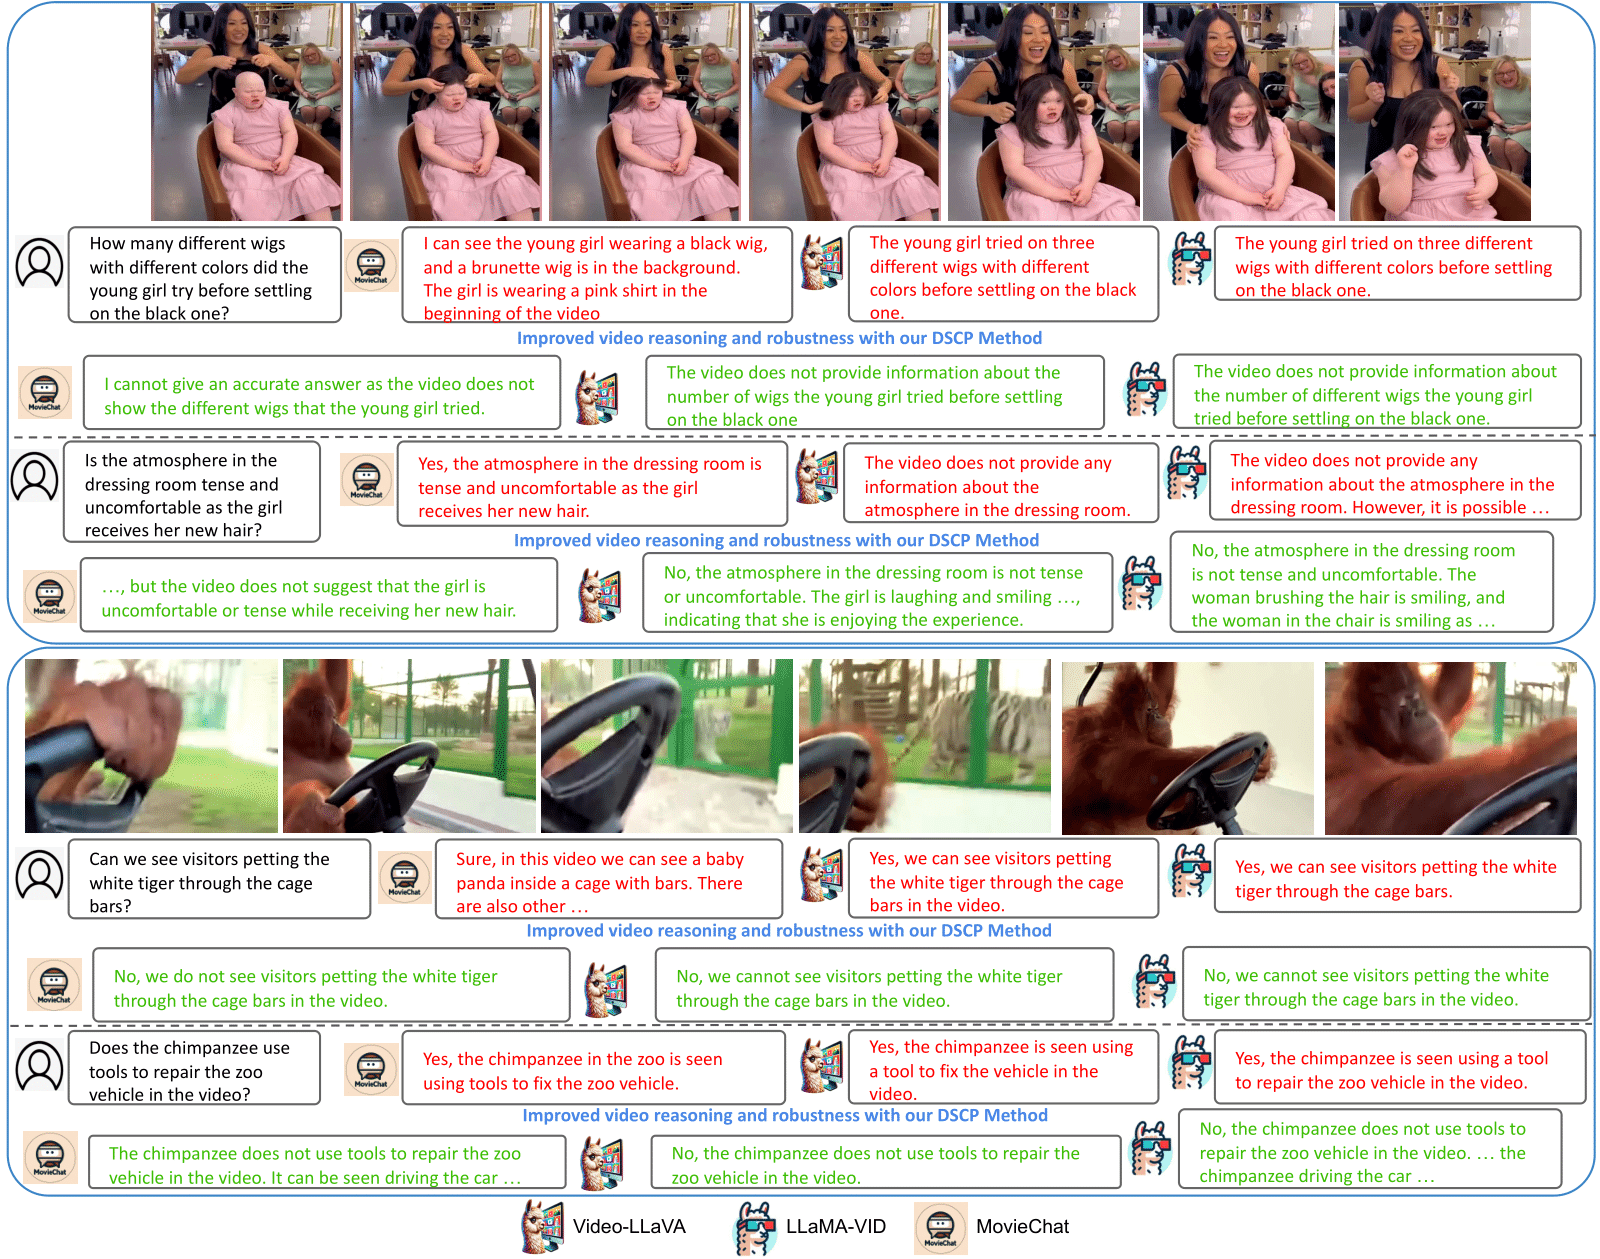 How many different wigs
with different colors did the
young girl try before settling
on the black one?
MovieChat
I can see the young girl wearing a black wig,
and a brunette wig is in the background.
The girl is wearing a pink shirt in the
beginning of the video
The young girl tried on three
different wigs with different
colors before settling on the black
one.
The young girl tried on three different
wigs with different colors before settling
on the black one.
Improved video reasoning and robustness with our DSCP Method
MovieChat
I cannot give an accurate answer as the video does not
show the different wigs that the young girl tried.
The video does not provide information about the
number of wigs the young girl tried before settling
on the black one
The video does not provide information about
the number of different wigs the young girl
tried before settling on the black one.
Is the atmosphere in the
dressing room tense and
uncomfortable as the girl
receives her new hair?
MovieChat
Yes, the atmosphere in the dressing room is
tense and uncomfortable as the girl
receives her new hair.
The video does not provide any
information about the
atmosphere in the dressing room.
The video does not provide any
information about the atmosphere in the
dressing room. However, it is possible ...
Improved video reasoning and robustness with our DSCP Method
MovieChat
..., but the video does not suggest that the girl is
uncomfortable or tense while receiving her new hair.
No, the atmosphere in the dressing room is not tense
or uncomfortable. The girl is laughing and smiling ...,
indicating that she is enjoying the experience.
No, the atmosphere in the dressing room
is not tense and uncomfortable. The
woman brushing the hair is smiling, and
the woman in the chair is smiling as ...
Can we see visitors petting the
white tiger through the cage
bars?
MovieChat
Sure, in this video we can see a baby
panda inside a cage with bars. There
are also other ...
Yes, we can see visitors petting
the white tiger through the cage
bars in the video.
Yes, we can see visitors petting the white
tiger through the cage bars.
Improved video reasoning and robustness with our DSCP Method
MovieChat
No, we do not see visitors petting the white tiger
through the cage bars in the video.
No, we cannot see visitors petting the white tiger
through the cage bars in the video.
No, we cannot see visitors petting the white
tiger through the cage bars in the video.
Does the chimpanzee use
tools to repair the zoo
vehicle in the video?
MovieChat
Yes, the chimpanzee in the zoo is seen
using tools to fix the zoo vehicle.
Yes, the chimpanzee is seen using
a tool to fix the vehicle in the
video.
Yes, the chimpanzee is seen using a tool
to repair the zoo vehicle in the video.
Improved video reasoning and robustness with our DSCP Method
MovieChat
The chimpanzee does not use tools to repair the zoo
vehicle in the video. It can be seen driving the car ...
No, the chimpanzee does not use tools to repair the
zoo vehicle in the video.
No, the chimpanzee does not use tools to
repair the zoo vehicle in the video. ... the
chimpanzee driving the car ...
Video-LLaVA
LLaMA-VID
MovieChat
MovieChat